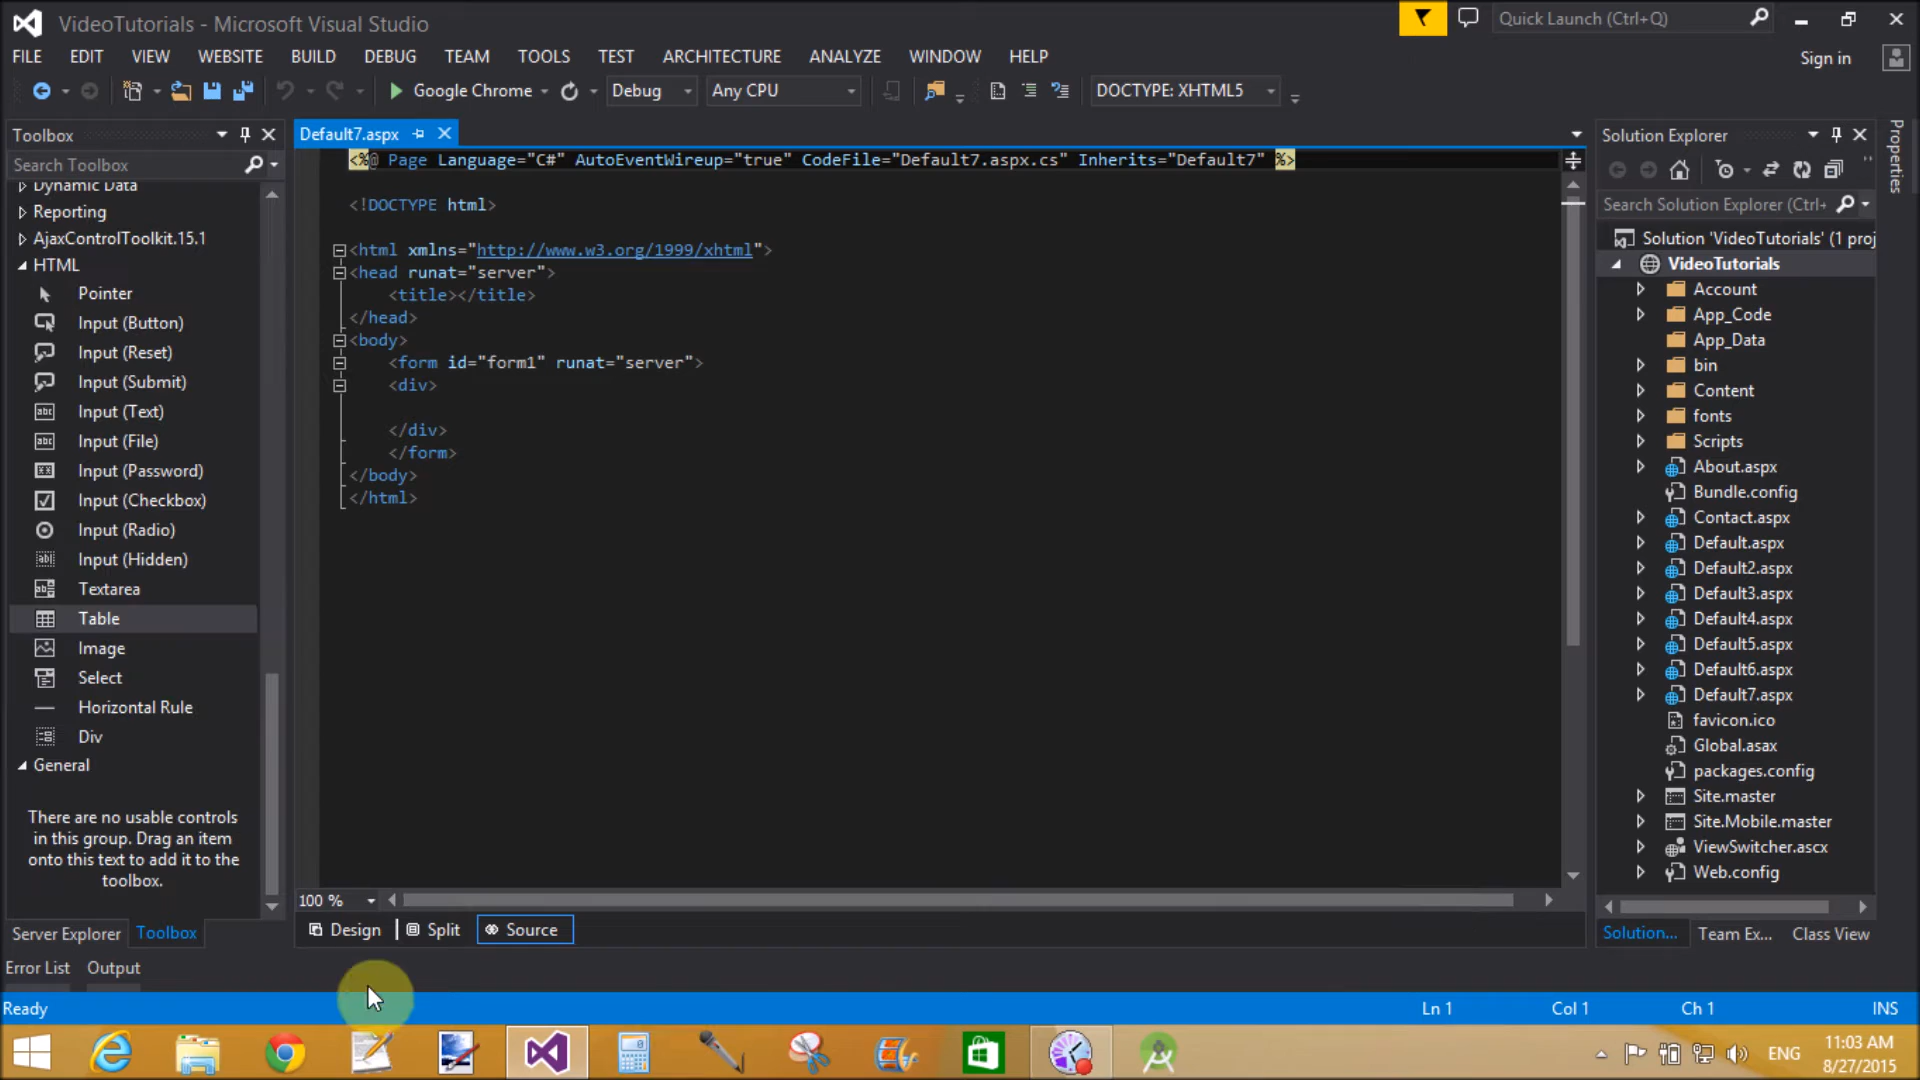 VideoTutorials - Microsoft Visual Studio
Quick Launch (Ctrl+Q)
FILE EDIT VIEW WEBSITE BUILD DEBUG TEAM TOOLS TEST ARCHITECTURE ANALYZE WINDOW HELP
Sign in
Google Chrome Debug Any CPU DOCTYPE: XHTML5
Toolbox
Search Toolbox
Dynamic Data
Reporting
AjaxControlToolkit.15.1
HTML
Pointer
Input (Button)
Input (Reset)
Input (Submit)
Input (Text)
Input (File)
Input (Password)
Input (Checkbox)
Input (Radio)
Input (Hidden)
Textarea
Table
Image
Select
Horizontal Rule
Div
General
There are no usable controls
in this group. Drag an item
onto this text to add it to the
toolbox.
Server Explorer Toolbox
Default7.aspx
<%@ Page Language="C#" AutoEventWireup="true" CodeFile="Default7.aspx.cs" Inherits="Default7" %>
<!DOCTYPE html>
<html xmlns="http://www.w3.org/1999/xhtml">
<head runat="server">
<title></title>
</head>
<body>
<form id="form1" runat="server">
<div>
</div>
</form>
</body>
</html>
100 %
Design Split Source
Solution Explorer
Search Solution Explorer (Ctrl+
Solution 'VideoTutorials' (1 proj
VideoTutorials
Account
App_Code
App_Data
bin
Content
fonts
Scripts
About.aspx
Bundle.config
Contact.aspx
Default.aspx
Default2.aspx
Default3.aspx
Default4.aspx
Default5.aspx
Default6.aspx
Default7.aspx
favicon.ico
Global.asax
packages.config
Site.master
Site.Mobile.master
ViewSwitcher.ascx
Web.config
Solution... Team Ex... Class View
Properties
Error List Output
Ready Ln 1 Col 1 Ch 1 INS
ENG
11:03 AM
8/27/2015